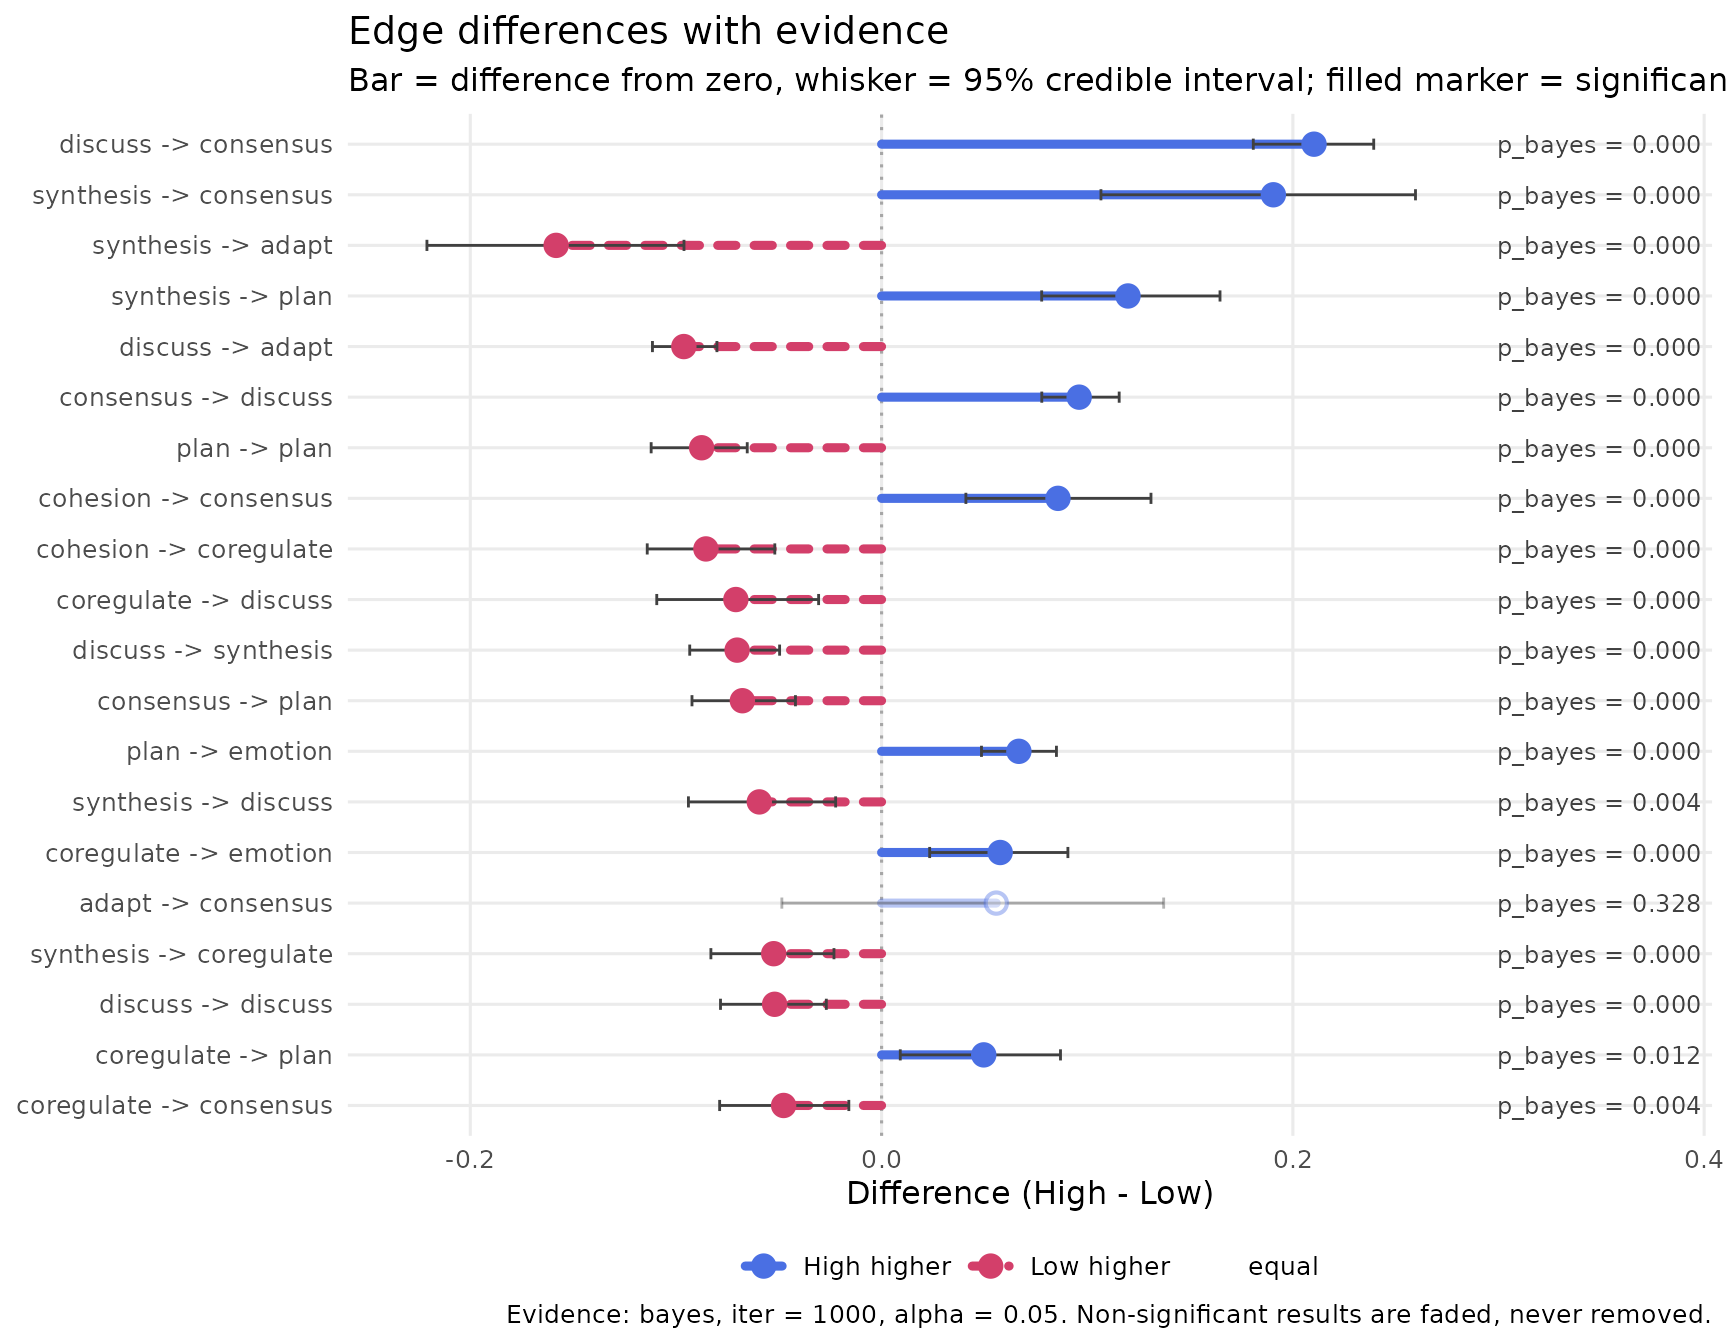 Edge differences with evidence
Bar = difference from zero, whisker = 95% credible interval; filled marker = significan
discuss -> consensus p_bayes = 0.000
synthesis -> consensus p_bayes = 0.000
synthesis -> adapt p_bayes = 0.000
synthesis -> plan p_bayes = 0.000
discuss -> adapt p_bayes = 0.000
consensus -> discuss p_bayes = 0.000
plan -> plan p_bayes = 0.000
cohesion -> consensus p_bayes = 0.000
cohesion -> coregulate p_bayes = 0.000
coregulate -> discuss p_bayes = 0.000
discuss -> synthesis p_bayes = 0.000
consensus -> plan p_bayes = 0.000
plan -> emotion p_bayes = 0.000
synthesis -> discuss p_bayes = 0.004
coregulate -> emotion p_bayes = 0.000
adapt -> consensus p_bayes = 0.328
synthesis -> coregulate p_bayes = 0.000
discuss -> discuss p_bayes = 0.000
coregulate -> plan p_bayes = 0.012
coregulate -> consensus p_bayes = 0.004
-0.2 0.0 0.2 0.4
Difference (High - Low)
High higher Low higher equal
Evidence: bayes, iter = 1000, alpha = 0.05. Non-significant results are faded, never removed.